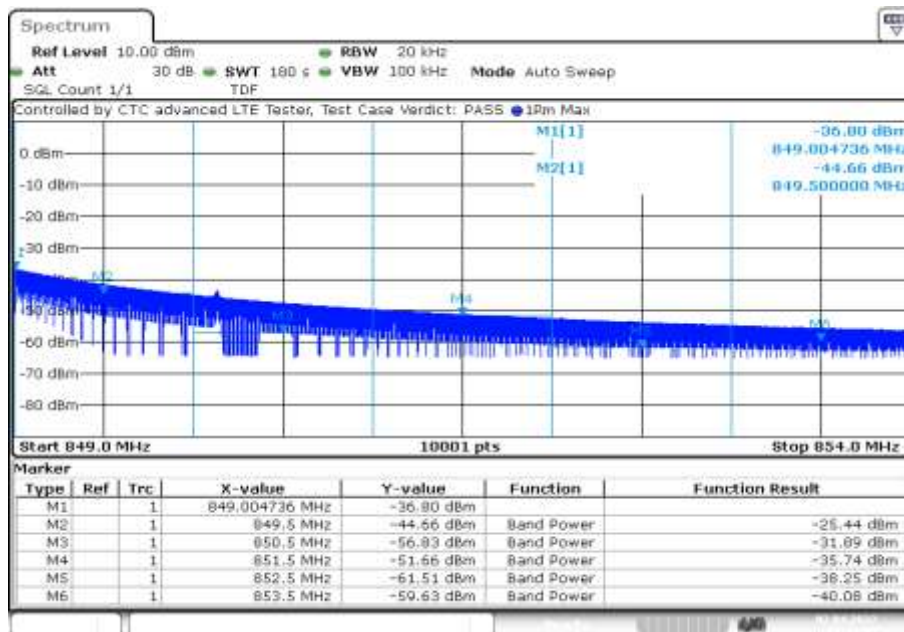 Spectrum
Ref Level 10.00 dBm RBW 20 kHz
Att 30 dB SWT 180 s VBW 100 kHz Mode Auto Sweep
SGL Count 1/1 TDF
Controlled by CTC advanced LTE Tester, Test Case Verdict: PASS 1Rm Max
M1[1] -36.80 dBm
849.004736 MHz
M2[1] -44.66 dBm
849.500000 MHz
0 dBm
-10 dBm
-20 dBm
-30 dBm
M2
M4
M3
M6
-60 dBm
-70 dBm
-80 dBm
Start 849.0 MHz 10001 pts Stop 854.0 MHz
Marker
Type Ref Trc X-value Y-value Function Function Result
M1 1 849.004736 MHz -36.80 dBm
M2 1 849.5 MHz -44.66 dBm Band Power -25.44 dBm
M3 1 850.5 MHz -56.83 dBm Band Power -31.89 dBm
M4 1 851.5 MHz -51.66 dBm Band Power -35.74 dBm
M5 1 852.5 MHz -61.51 dBm Band Power -38.25 dBm
M6 1 853.5 MHz -59.63 dBm Band Power -40.08 dBm